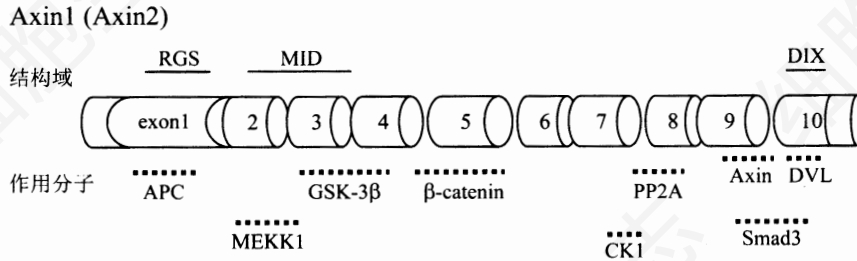 Axin1 (Axin2)
RGS MID DIX
结构域
exon1 2 3 4 5 6 7 8 9 10
作用分子
APC GSK-3β β-catenin PP2A Axin DVL
MEKK1 CK1 Smad3